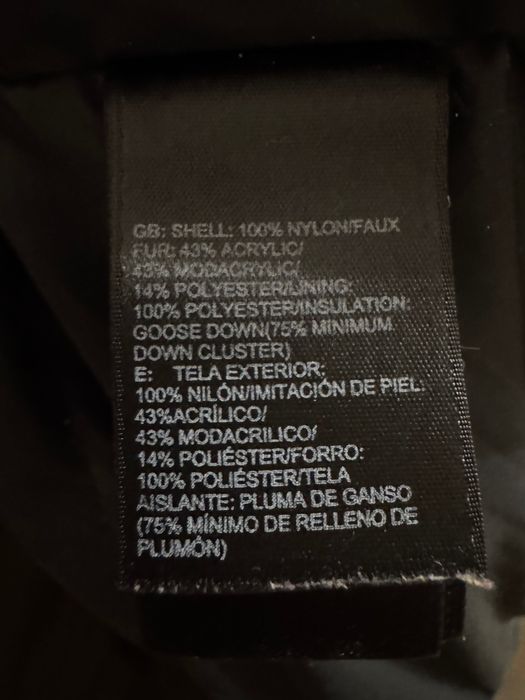 GB: SHELL: 100% NYLON/FAUX
FUR: 43% ACRYLIC/
43% MODACRYLIC/
14% POLYESTER/LINING:
100% POLYESTER/INSULATION:
GOOSE DOWN(75% MINIMUM
DOWN CLUSTER)
E: TELA EXTERIOR:
100% NILÓN/IMITACIÓN DE PIEL:
43%ACRÍLICO/
43% MODACRILICO/
14% POLIÉSTER/FORRO:
100% POLIÉSTER/TELA
AISLANTE: PLUMA DE GANSO
(75% MÍNIMO DE RELLENO DE
PLUMÓN)